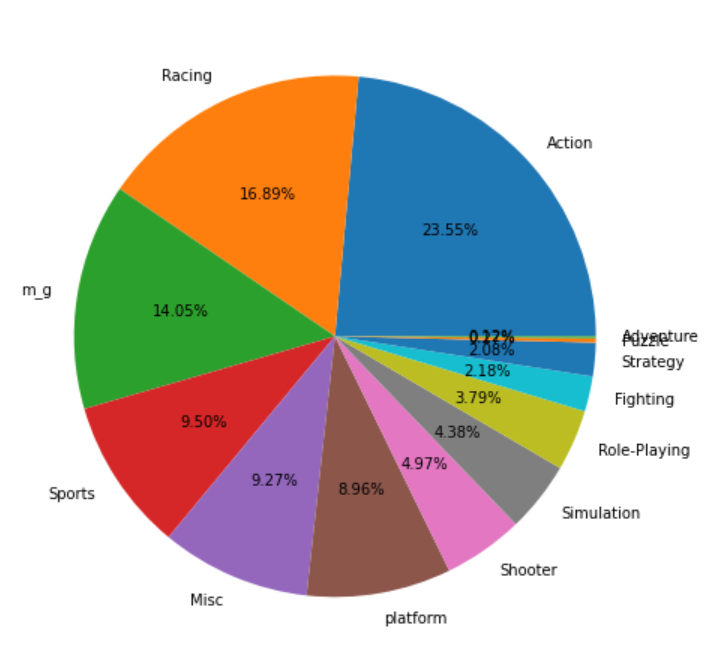 Racing
Action
16.89%
23.55%
m_g
14.05%
Adventure
Puzzle
2.08%
Strategy
2.18%
Fighting
3.79%
9.50%
4.38%
Role-Playing
4.97%
9.27%
8.96%
Sports
Simulation
Shooter
Misc
platform